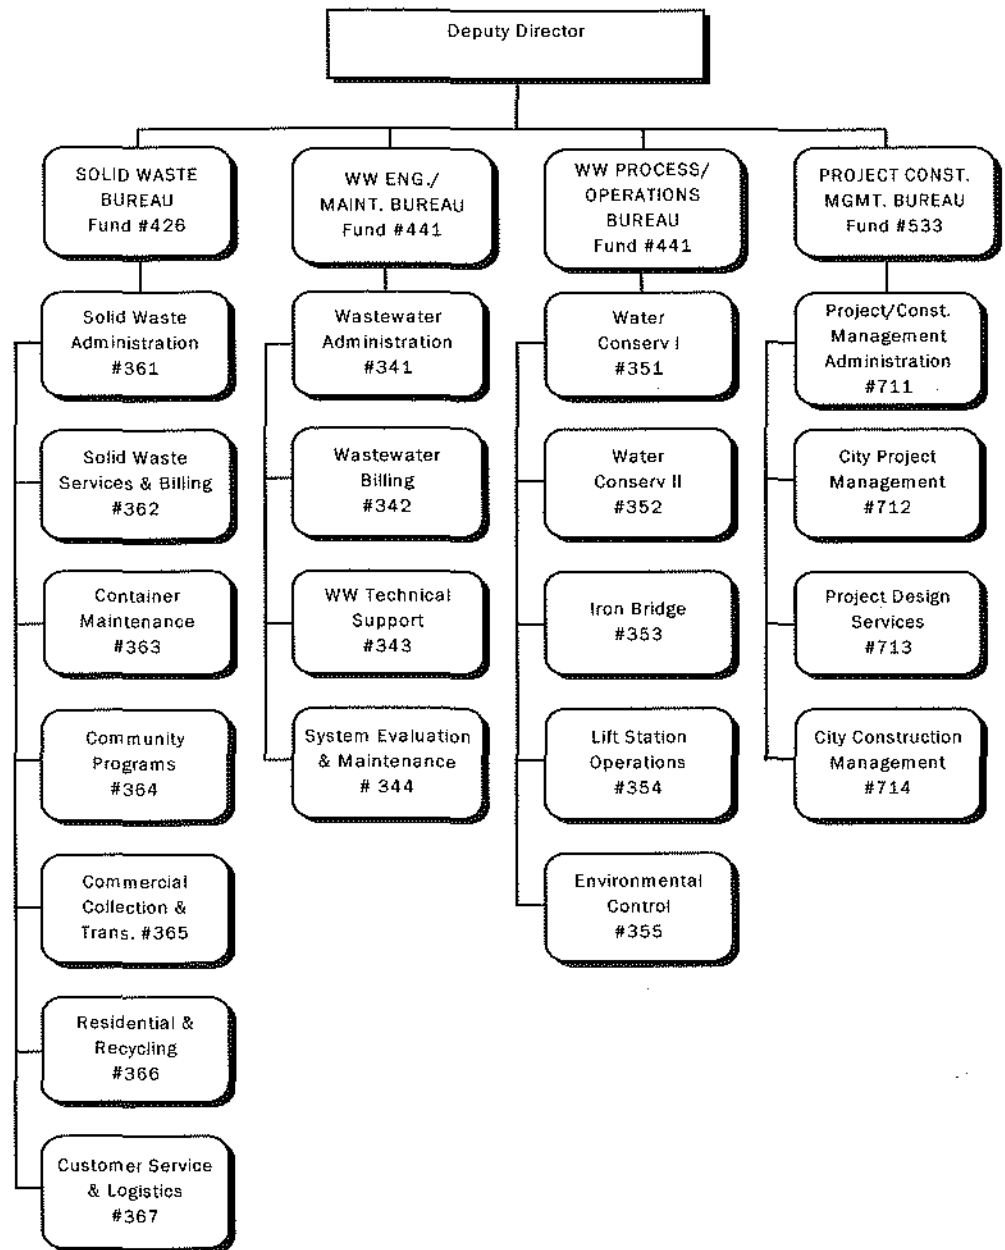 Deputy Director
SOLID WASTE
BUREAU
Fund #426
WW ENG./
MAINT. BUREAU
Fund #441
WW PROCESS/
OPERATIONS
BUREAU
Fund #441
PROJECT CONST.
MGMT. BUREAU
Fund #533
Solid Waste
Administration
#361
Wastewater
Administration
#341
Water
Conserv I
#351
Project/Const.
Management
Administration
#711
Solid Waste
Services & Billing
#362
Wastewater
Billing
#342
Water
Conserv II
#352
City Project
Management
#712
Container
Maintenance
#363
WW Technical
Support
#343
Iron Bridge
#353
Project Design
Services
#713
Community
Programs
#364
System Evaluation
& Maintenance
# 344
Lift Station
Operations
#354
City Construction
Management
#714
Commercial
Collection &
Trans. #365
Environmental
Control
#355
Residential &
Recycling
#366
Customer Service
& Logistics
#367